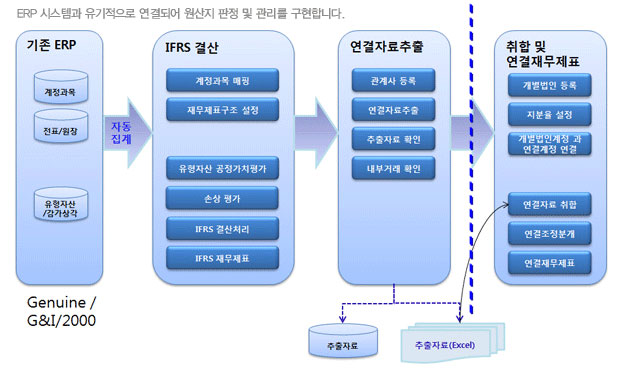 ERP 시스템과 유기적으로 연결되어 원산지 판정 및 관리를 구현합니다.
기존 ERP
계정과목
전표/원장
유형자산
/감가상각
Genuine /
G&I/2000
자동
집계
IFRS 결산
계정과목 매핑
재무제표구조 설정
유형자산 공정가치평가
손상 평가
IFRS 결산처리
IFRS 재무제표
연결자료추출
관계사 등록
연결자료추출
추출자료 확인
내부거래 확인
추출자료
추출자료(Excel)
취합 및
연결재무제표
개별법인 등록
지분율 설정
개별법인계정 과
연결계정 연결
연결자료 취합
연결조정분개
연결재무제표